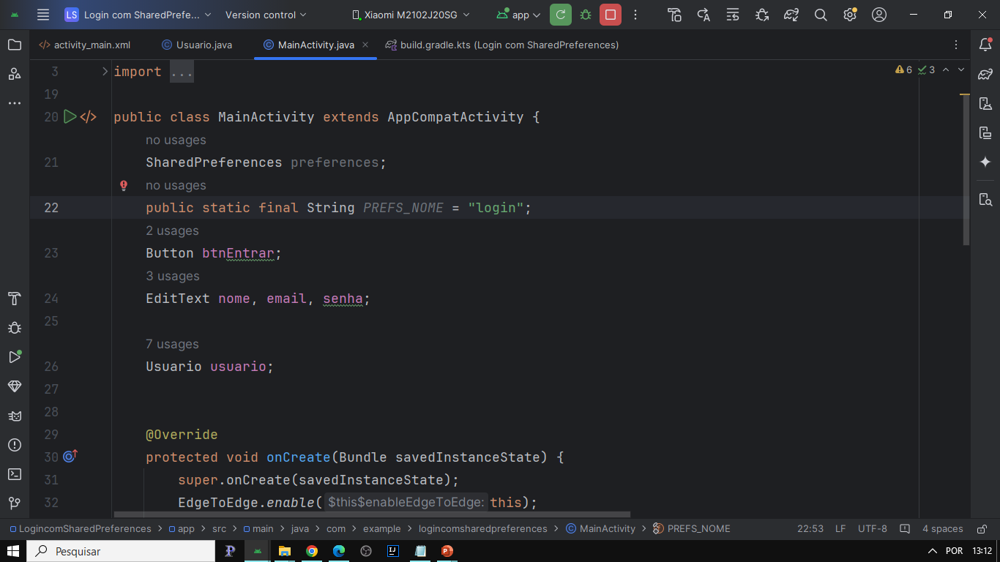 LS Login com SharedPrefe... Version control Xiaomi M2102J20SG app
activity_main.xml Usuario.java MainActivity.java build.gradle.kts (Login com SharedPreferences)
3 import ... 6 3
19
20 public class MainActivity extends AppCompatActivity {
no usages
21 SharedPreferences preferences;
no usages
22 public static final String PREFS_NOME = "login";
2 usages
23 Button btnEntrar;
3 usages
24 EditText nome, email, senha;
25
7 usages
26 Usuario usuario;
27
28
29 @Override
30 protected void onCreate(Bundle savedInstanceState) {
31 super.onCreate(savedInstanceState);
32 EdgeToEdge.enable( $this$enableEdgeToEdge: this);
LogincomSharedPreferences > app > src > main > java > com > example > logincomsharedpreferences > MainActivity > PREFS_NOME 22:53 LF UTF-8 4 spaces
Pesquisar IJ POR 13:12